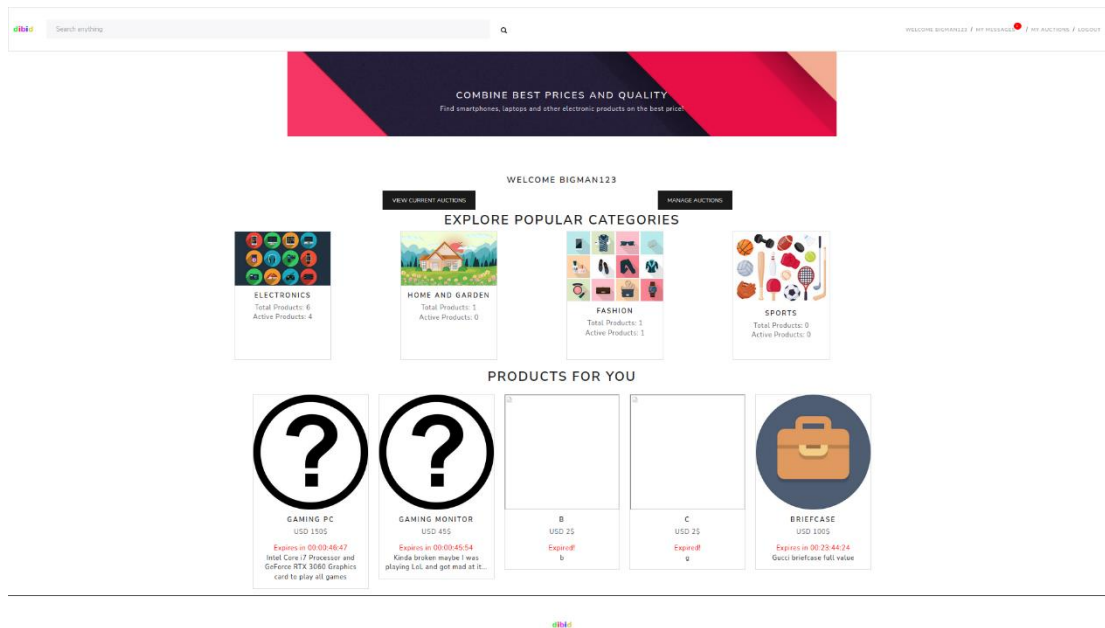 dibid
Search anything
WELCOME BIGMAN123 / MY MESSAGES / MY AUCTIONS / LOGOUT
COMBINE BEST PRICES AND QUALITY
Find smartphones, laptops and other electronic products on the best price!
WELCOME BIGMAN123
VIEW CURRENT AUCTIONS
MANAGE AUCTIONS
EXPLORE POPULAR CATEGORIES
ELECTRONICS
Total Products: 6
Active Products: 4
HOME AND GARDEN
Total Products: 1
Active Products: 0
FASHION
Total Products: 1
Active Products: 1
SPORTS
Total Products: 0
Active Products: 0
PRODUCTS FOR YOU
GAMING PC
USD 150$
Expires in 00:00:46:47
Intel Core i7 Processor and
GeForce RTX 3060 Graphics
card to play all games
GAMING MONITOR
USD 45$
Expires in 00:00:45:54
Kinda broken maybe I was
playing LoL and got mad at it...
B
USD 2$
Expired!
b
C
USD 2$
Expired!
g
BRIEFCASE
USD 100$
Expires in 00:23:44:24
Gucci briefcase full value
dibid